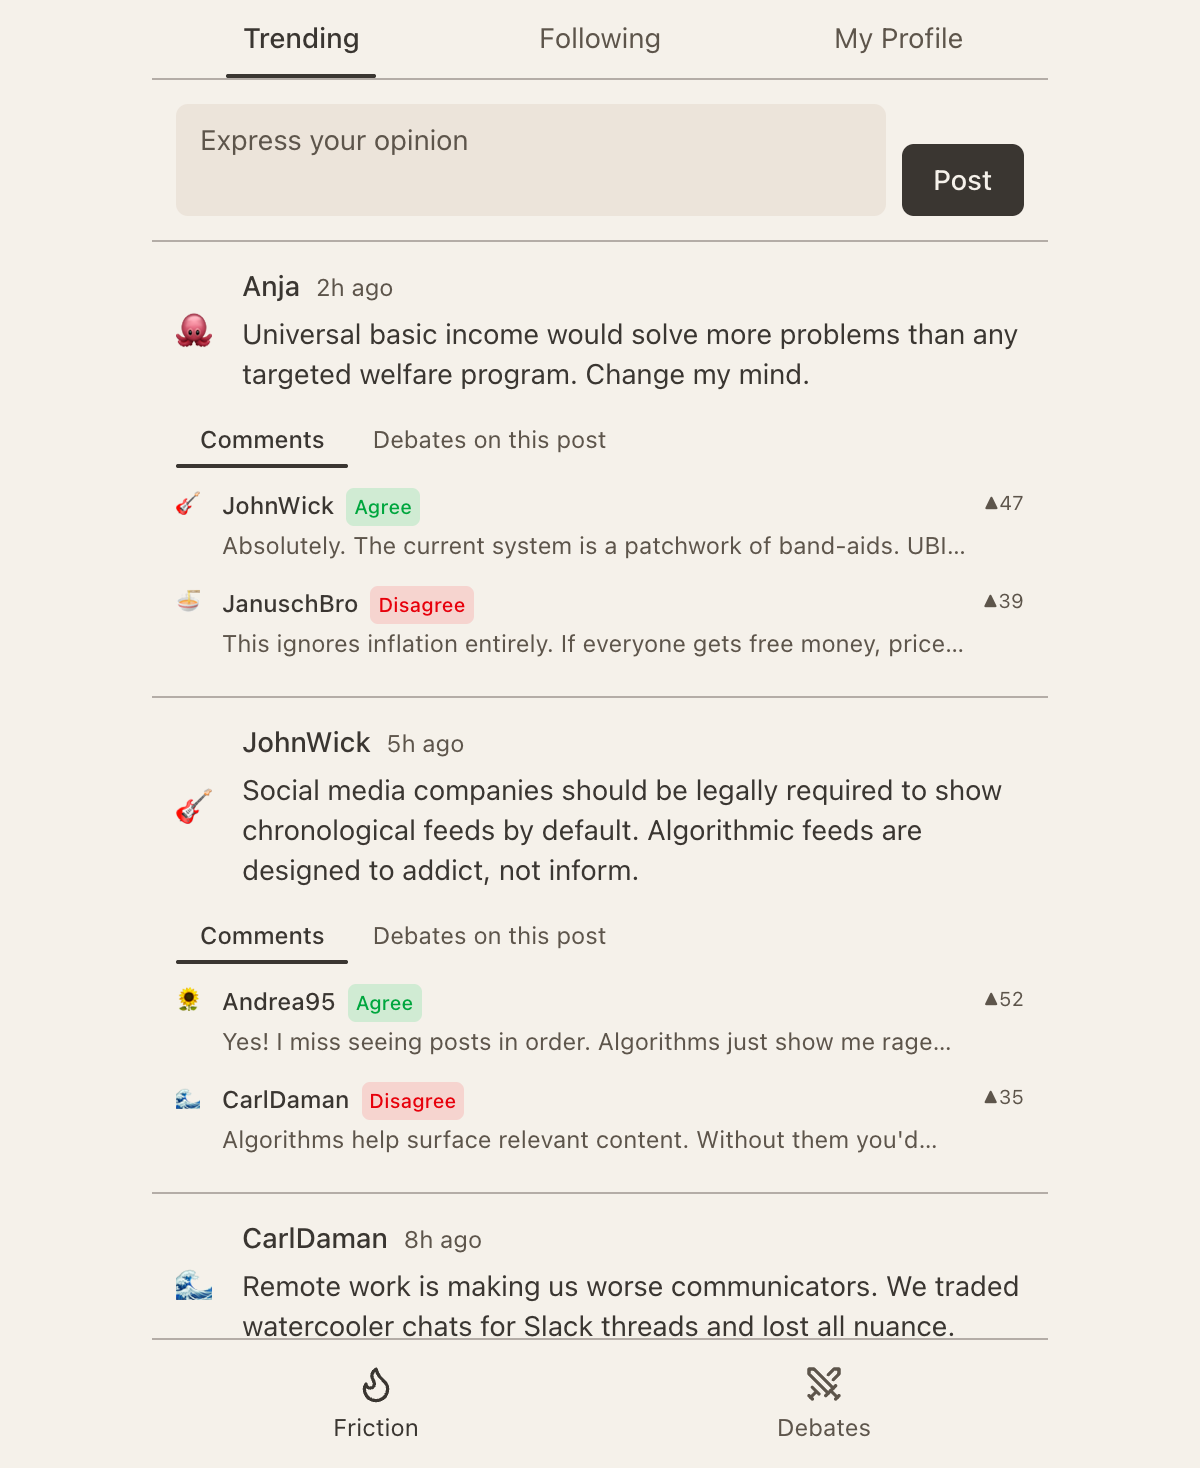 Trending Following My Profile
Express your opinion
Post
Anja 2h ago
Universal basic income would solve more problems than any
targeted welfare program. Change my mind.
Comments Debates on this post
JohnWick Agree ▲47
Absolutely. The current system is a patchwork of band-aids. UBI...
JanuschBro Disagree ▲39
This ignores inflation entirely. If everyone gets free money, price...
JohnWick 5h ago
Social media companies should be legally required to show
chronological feeds by default. Algorithmic feeds are
designed to addict, not inform.
Comments Debates on this post
Andrea95 Agree ▲52
Yes! I miss seeing posts in order. Algorithms just show me rage...
CarlDaman Disagree ▲35
Algorithms help surface relevant content. Without them you'd...
CarlDaman 8h ago
Remote work is making us worse communicators. We traded
watercooler chats for Slack threads and lost all nuance.
Friction Debates